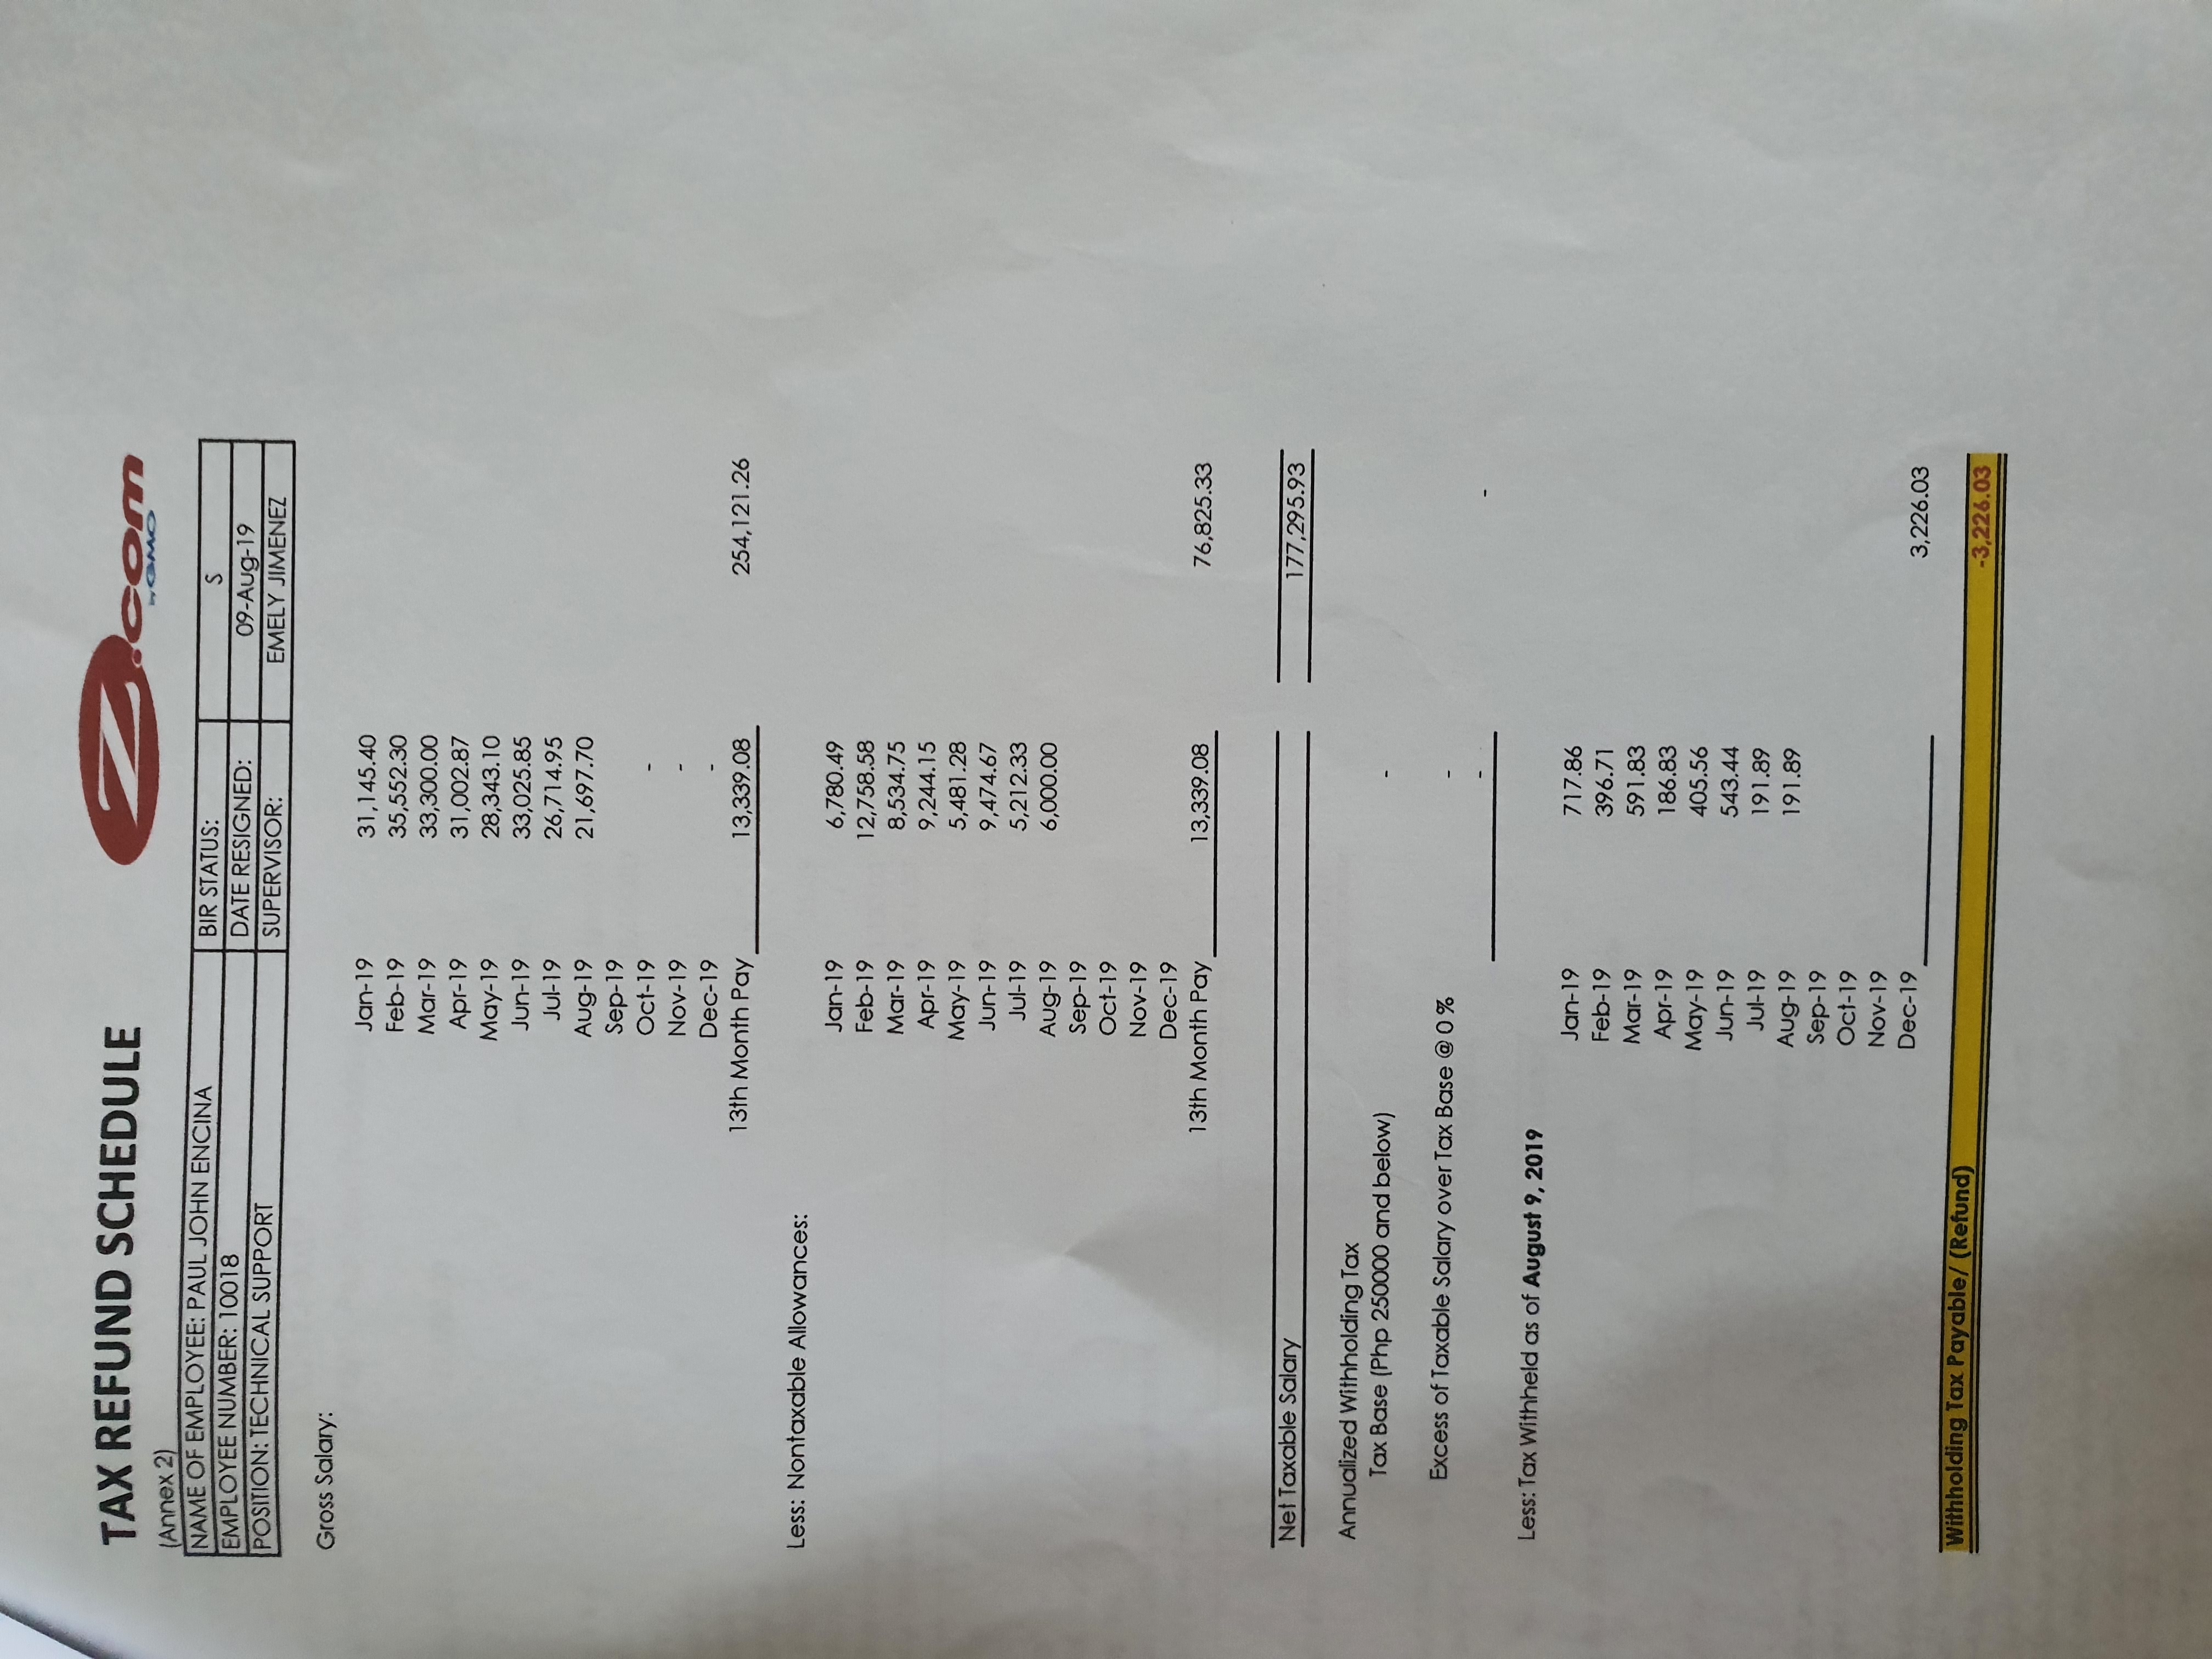 TAX REFUND SCHEDULE
Z.com
by GMO
(Annex 2)
NAME OF EMPLOYEE: PAUL JOHN ENCINA BIR STATUS: S
EMPLOYEE NUMBER: 10018 DATE RESIGNED: 09-Aug-19
POSITION: TECHNICAL SUPPORT SUPERVISOR: EMELY JIMENEZ
Gross Salary:
Jan-19 31,145.40
Feb-19 35,552.30
Mar-19 33,300.00
Apr-19 31,002.87
May-19 28,343.10
Jun-19 33,025.85
Jul-19 26,714.95
Aug-19 21,697.70
Sep-19
Oct-19 -
Nov-19 -
Dec-19 -
13th Month Pay 13,339.08 254,121.26
Less: Nontaxable Allowances:
Jan-19 6,780.49
Feb-19 12,758.58
Mar-19 8,534.75
Apr-19 9,244.15
May-19 5,481.28
Jun-19 9,474.67
Jul-19 5,212.33
Aug-19 6,000.00
Sep-19
Oct-19
Nov-19
Dec-19
13th Month Pay 13,339.08 76,825.33
Net Taxable Salary 177,295.93
Annualized Withholding Tax
Tax Base (Php 250000 and below) -
Excess of Taxable Salary over Tax Base @ 0 % -
- -
Less: Tax Withheld as of August 9, 2019
Jan-19 717.86
Feb-19 396.71
Mar-19 591.83
Apr-19 186.83
May-19 405.56
Jun-19 543.44
Jul-19 191.89
Aug-19 191.89
Sep-19
Oct-19
Nov-19
Dec-19 3,226.03
Withholding Tax Payable/ (Refund) -3,226.03